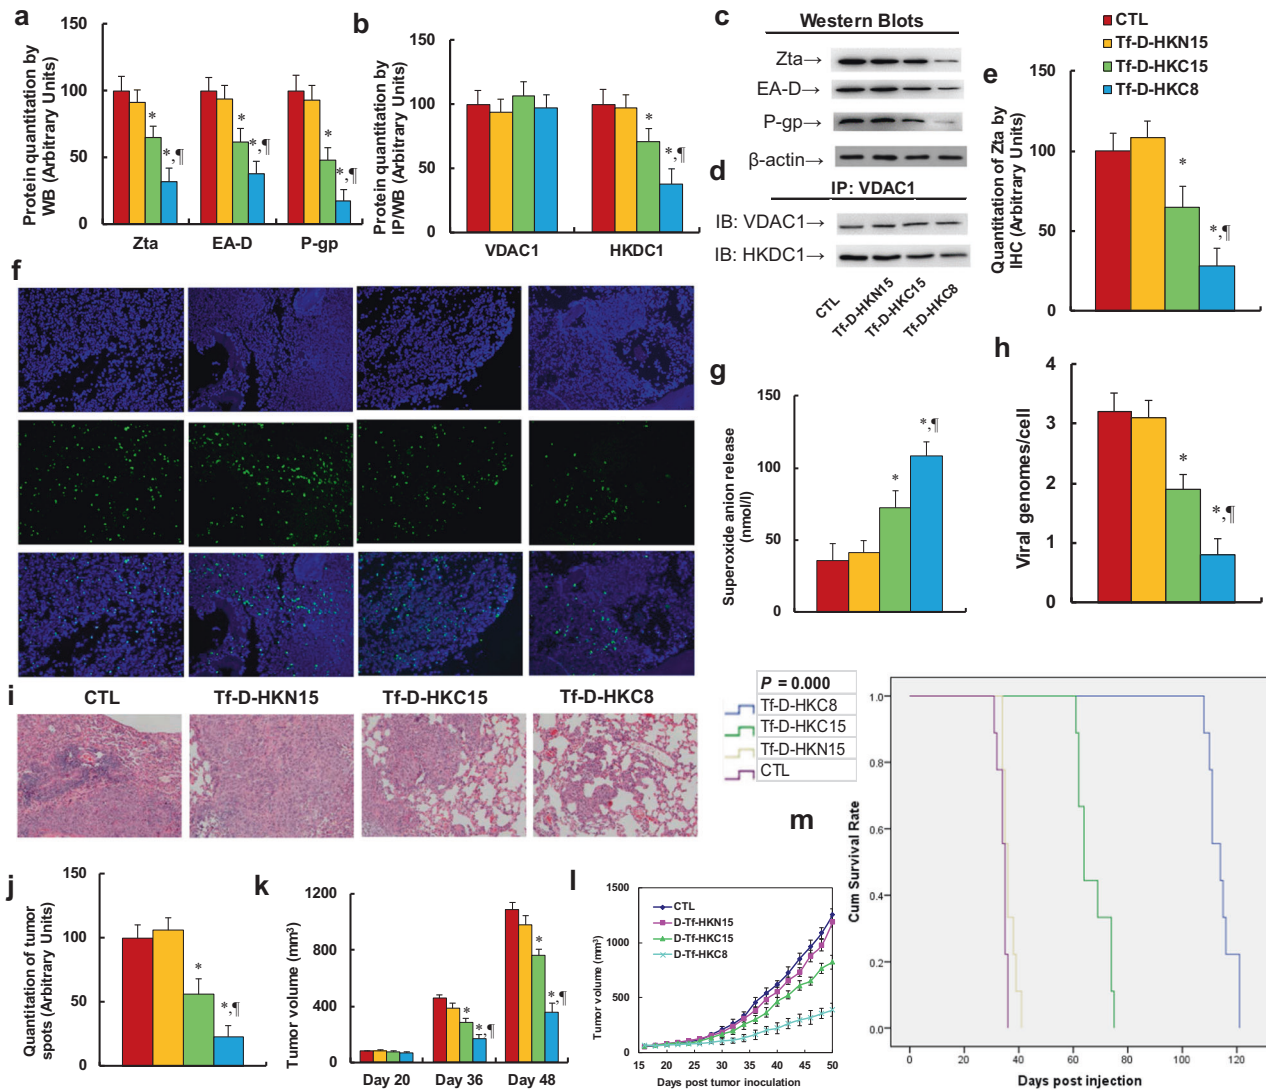 a
150
100
50
0
Protein quantitation by
WB (Arbitrary Units)
*
*,¶
*
*,¶
*
*,¶
Zta
EA-D
P-gp
b
150
100
50
0
Protein quantitation by
IP/WB (Arbitrary Units)
*
*,¶
VDAC1
HKDC1
c
Western Blots
Zta→
EA-D→
P-gp→
β-actin→
d
IP: VDAC1
IB: VDAC1→
IB: HKDC1→
CTL
Tf-D-HKN15
Tf-D-HKC15
Tf-D-HKC8
CTL
Tf-D-HKN15
Tf-D-HKC15
Tf-D-HKC8
e
150
100
50
0
Quantitation of Zta by
IHC (Arbitrary Units)
*
*,¶
f
g
150
100
50
0
Superoxide anion release
(nmol/l)
*
*,¶
h
4
3
2
1
0
Viral genomes/cell
*
*,¶
i
CTL
Tf-D-HKN15
Tf-D-HKC15
Tf-D-HKC8
j
150
100
50
0
Quantitation of tumor
spots (Arbitrary Units)
*
*,¶
k
1200
800
400
0
Tumor volume (mm³)
*
*,¶
*
*,¶
Day 20
Day 36
Day 48
l
1500
1000
500
0
Tumor volume (mm³)
CTL
D-Tf-HKN15
D-Tf-HKC15
D-Tf-HKC8
15 20 25 30 35 40 45 50
Days post tumor inoculation
m
P = 0.000
Tf-D-HKC8
Tf-D-HKC15
Tf-D-HKN15
CTL
1.0
0.8
0.6
0.4
0.2
0.0
Cum Survival Rate
0 20 40 60 80 100 120
Days post injection